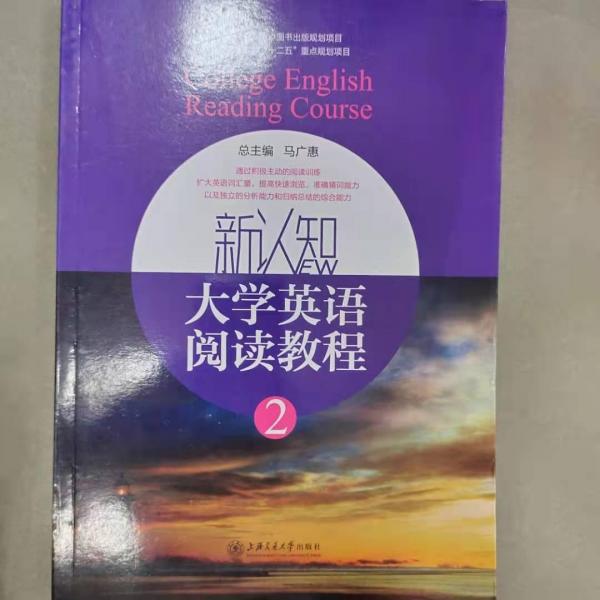 图书出版规划项目
十二五"重点规划项目
College English
Reading Course
总主编 马广惠
通过积极主动的阅读训练
扩大英语词汇量，提高快速浏览、准确猜词能力
以及独立的分析能力和归纳总结的综合能力
新认知
NEW
大学英语
阅读教程
2
上海交通大学出版社